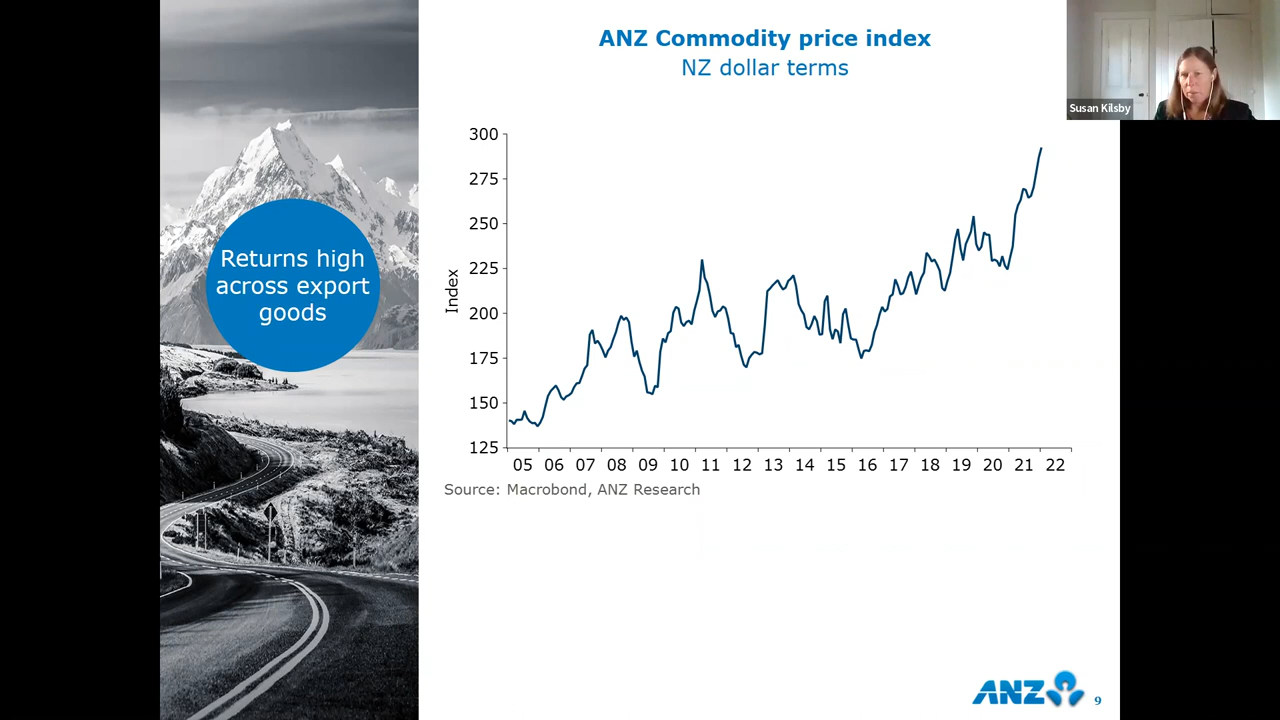 ANZ Commodity price index
NZ dollar terms
Susan Kilsby
Returns high
across export
goods
Index
300
275
250
225
200
175
150
125
05 06 07 08 09 10 11 12 13 14 15 16 17 18 19 20 21 22
Source: Macrobond, ANZ Research
ANZ
9